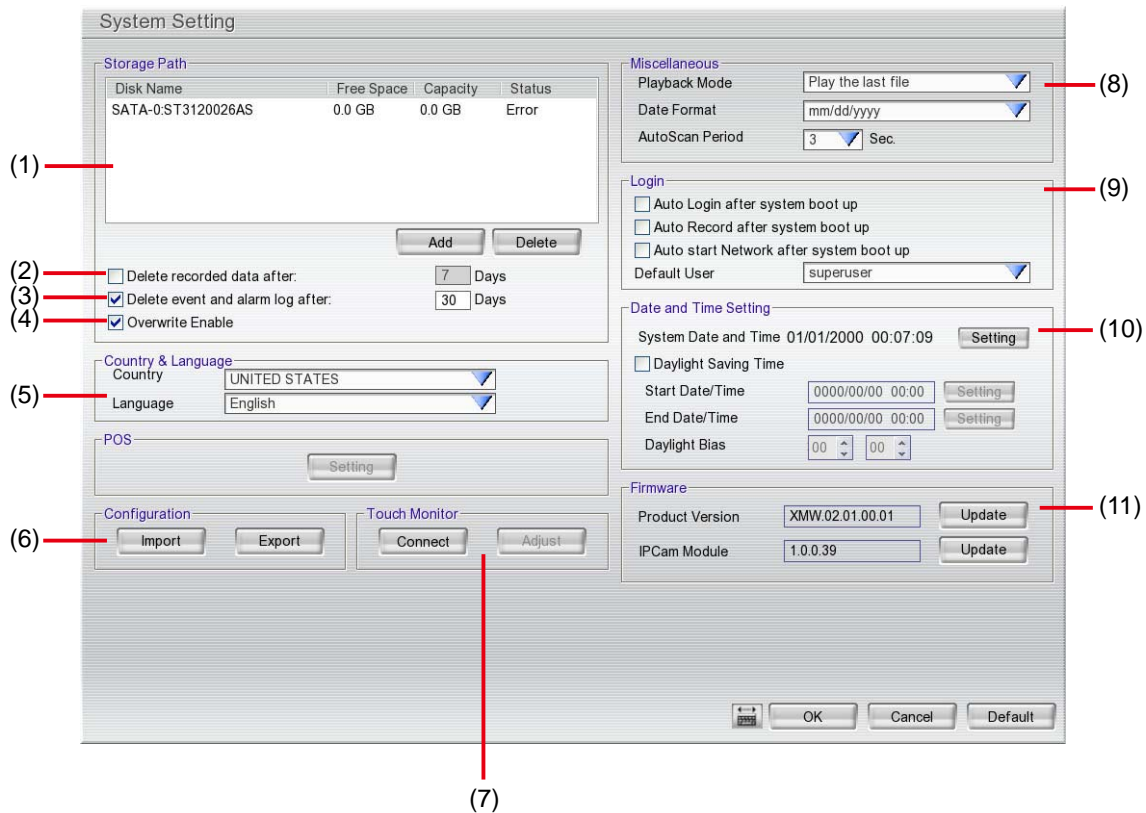 System Setting
Storage Path
Disk Name Free Space Capacity Status
SATA-0:ST3120026AS 0.0 GB 0.0 GB Error
(1)
Add Delete
(2) Delete recorded data after: 7 Days
(3) Delete event and alarm log after: 30 Days
(4) Overwrite Enable
Country & Language
Country UNITED STATES
(5)
Language English
POS
Setting
Configuration
(6) Import Export
Touch Monitor
Connect Adjust
(7)
Miscellaneous
Playback Mode Play the last file
(8)
Date Format mm/dd/yyyy
AutoScan Period 3 Sec.
Login
(9)
Auto Login after system boot up
Auto Record after system boot up
Auto start Network after system boot up
Default User superuser
Date and Time Setting
System Date and Time 01/01/2000 00:07:09 Setting
(10)
Daylight Saving Time
Start Date/Time 0000/00/00 00:00 Setting
End Date/Time 0000/00/00 00:00 Setting
Daylight Bias 00 00
Firmware
Product Version XMW.02.01.00.01 Update
(11)
IPCam Module 1.0.0.39 Update
OK Cancel Default